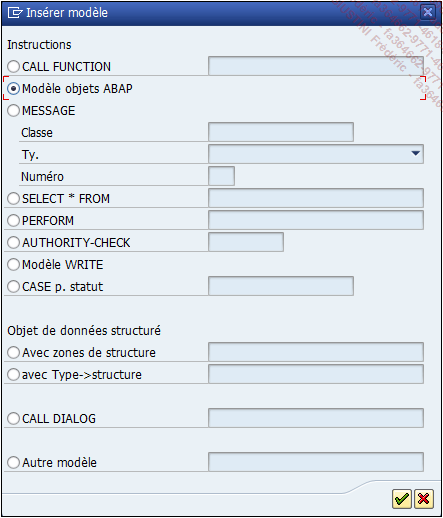 Insérer modèle
Instructions
CALL FUNCTION
Modèle objets ABAP
MESSAGE
Classe
Ty.
Numéro
SELECT * FROM
PERFORM
AUTHORITY-CHECK
Modèle WRITE
CASE p. statut
Objet de données structuré
Avec zones de structure
avec Type->structure
CALL DIALOG
Autre modèle